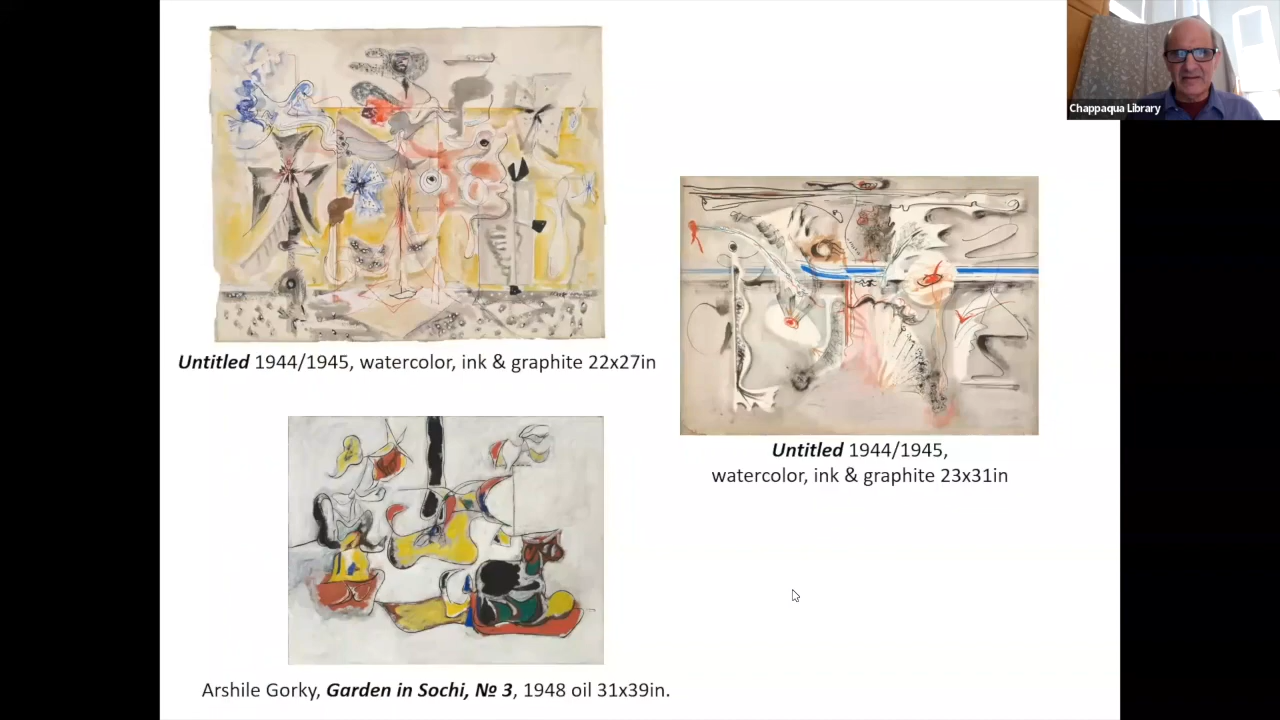 Chappaqua Library
Untitled 1944/1945, watercolor, ink & graphite 22x27in
Untitled 1944/1945,
watercolor, ink & graphite 23x31in
Arshile Gorky, Garden in Sochi, № 3, 1948 oil 31x39in.